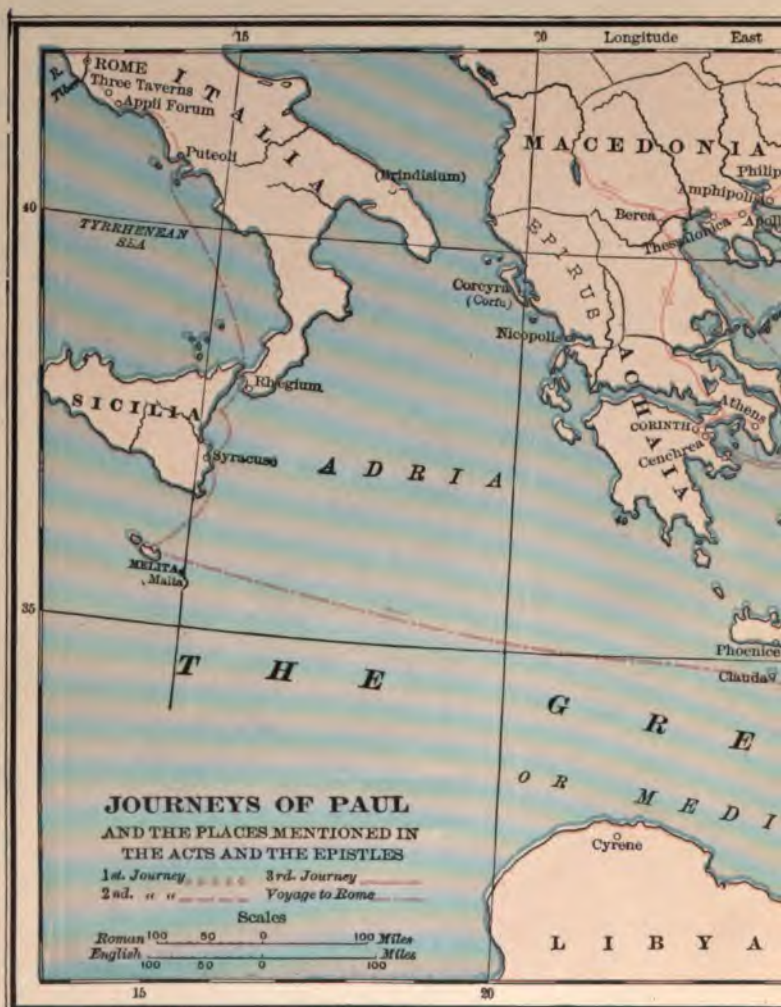 15 20 Longitude East
R. Tiber
ROME
Three Taverns
Appii Forum
ITALIA
Puteoli
(Brindisium)
MACEDONIA
Philip
Amphipolis
Berea
Thessalonica
Apoll
40
TYRRHENEAN
SEA
EPIRUS
Corcyra
(Corfu)
Nicopolis
ACHAIA
Rhegium
SICILIA
Athens
CORINTH
Cenchrea
Syracuse
ADRIA
MELITA
Malta
35
Phoenice
Clauda
THE GRE
OR MEDI
JOURNEYS OF PAUL
AND THE PLACES MENTIONED IN
THE ACTS AND THE EPISTLES
1st. Journey 3rd. Journey
2nd. „ „ Voyage to Rome
Scales
Roman 100 50 0 100 Miles
English 100 50 0 100 Miles
Cyrene
LIBYA
15 20